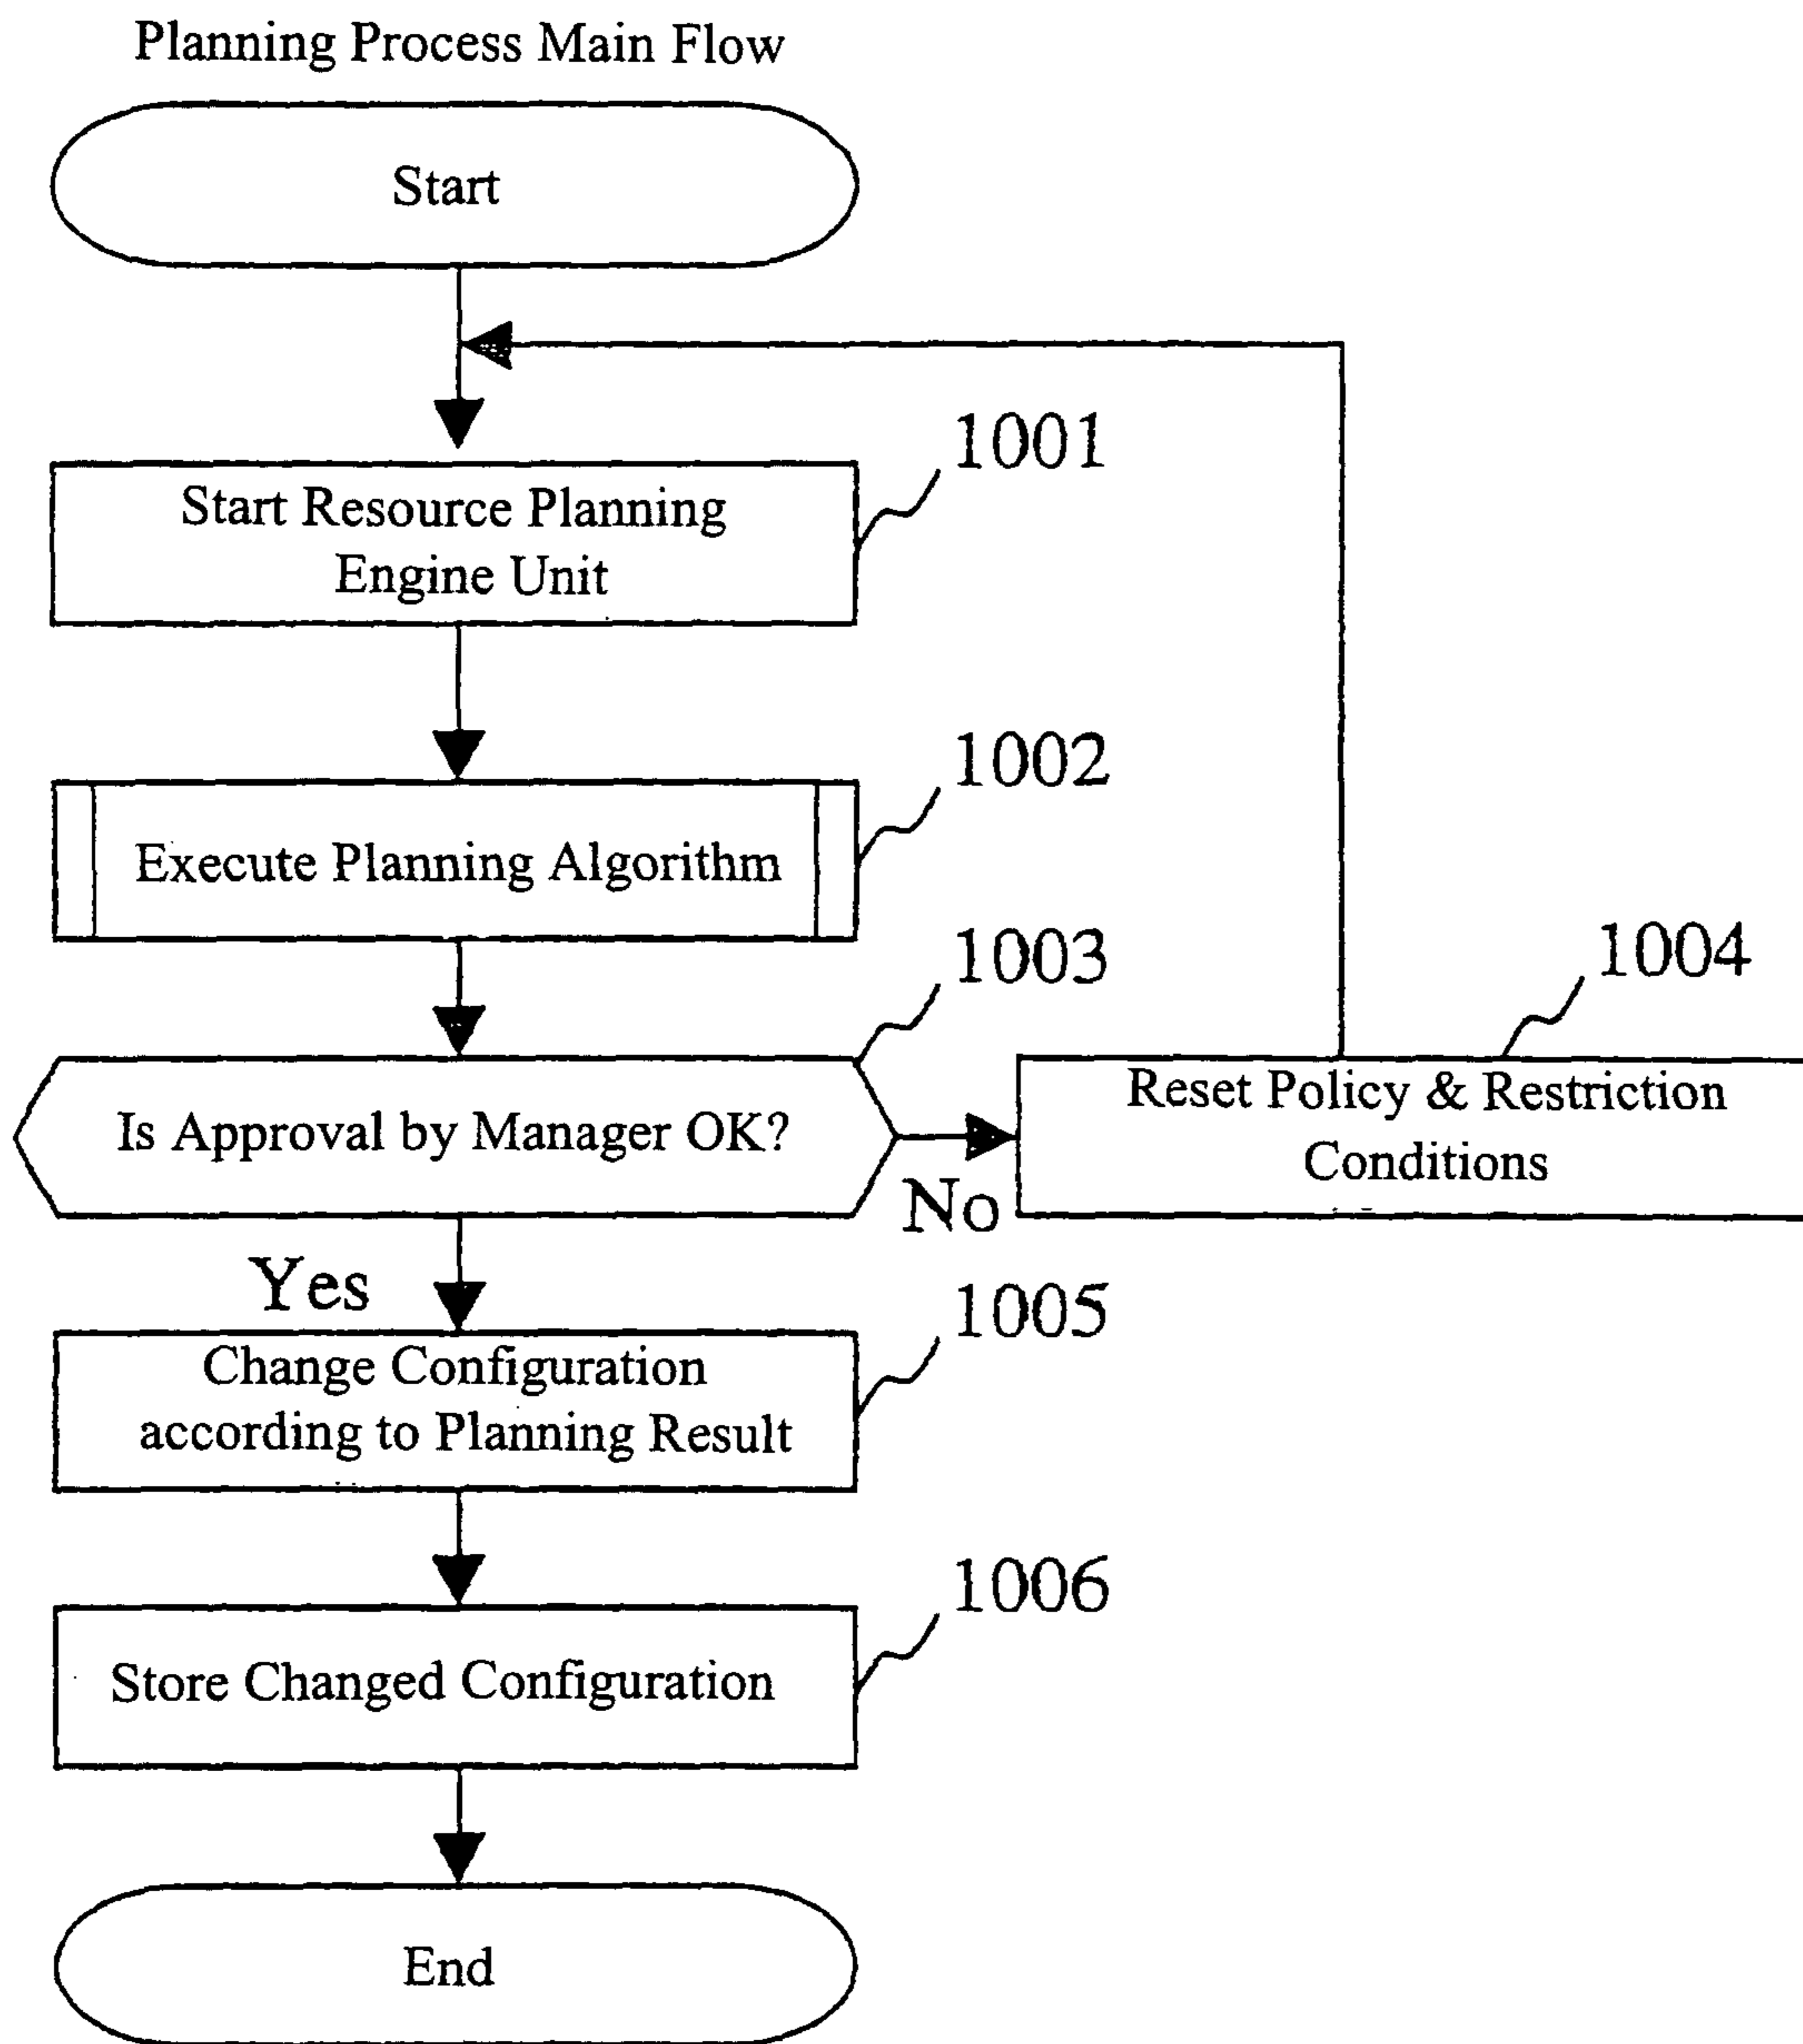 Planning Process Main Flow
Start
1001
Start Resource Planning
Engine Unit
1002
Execute Planning Algorithm
1003
Is Approval by Manager OK?
No
1004
Reset Policy & Restriction
Conditions
Yes
1005
Change Configuration
according to Planning Result
1006
Store Changed Configuration
End